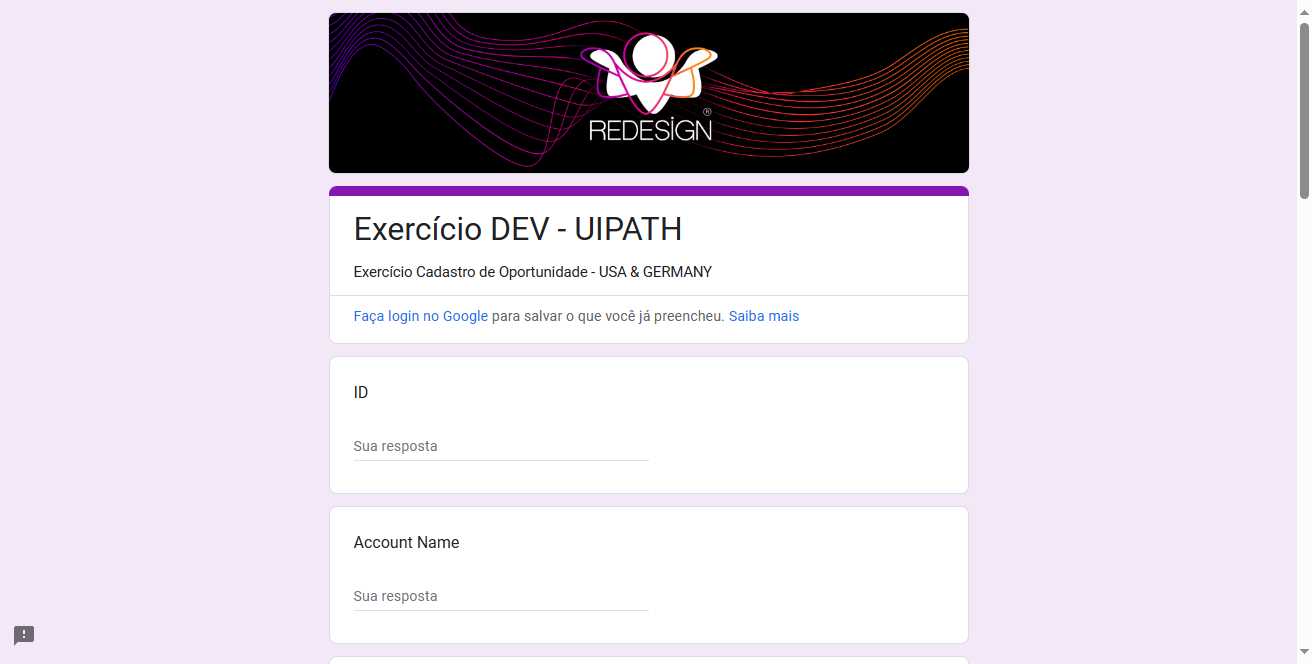 REDESIGN®
Exercício DEV - UIPATH
Exercício Cadastro de Oportunidade - USA & GERMANY
Faça login no Google para salvar o que você já preencheu. Saiba mais
ID
Sua resposta
Account Name
Sua resposta